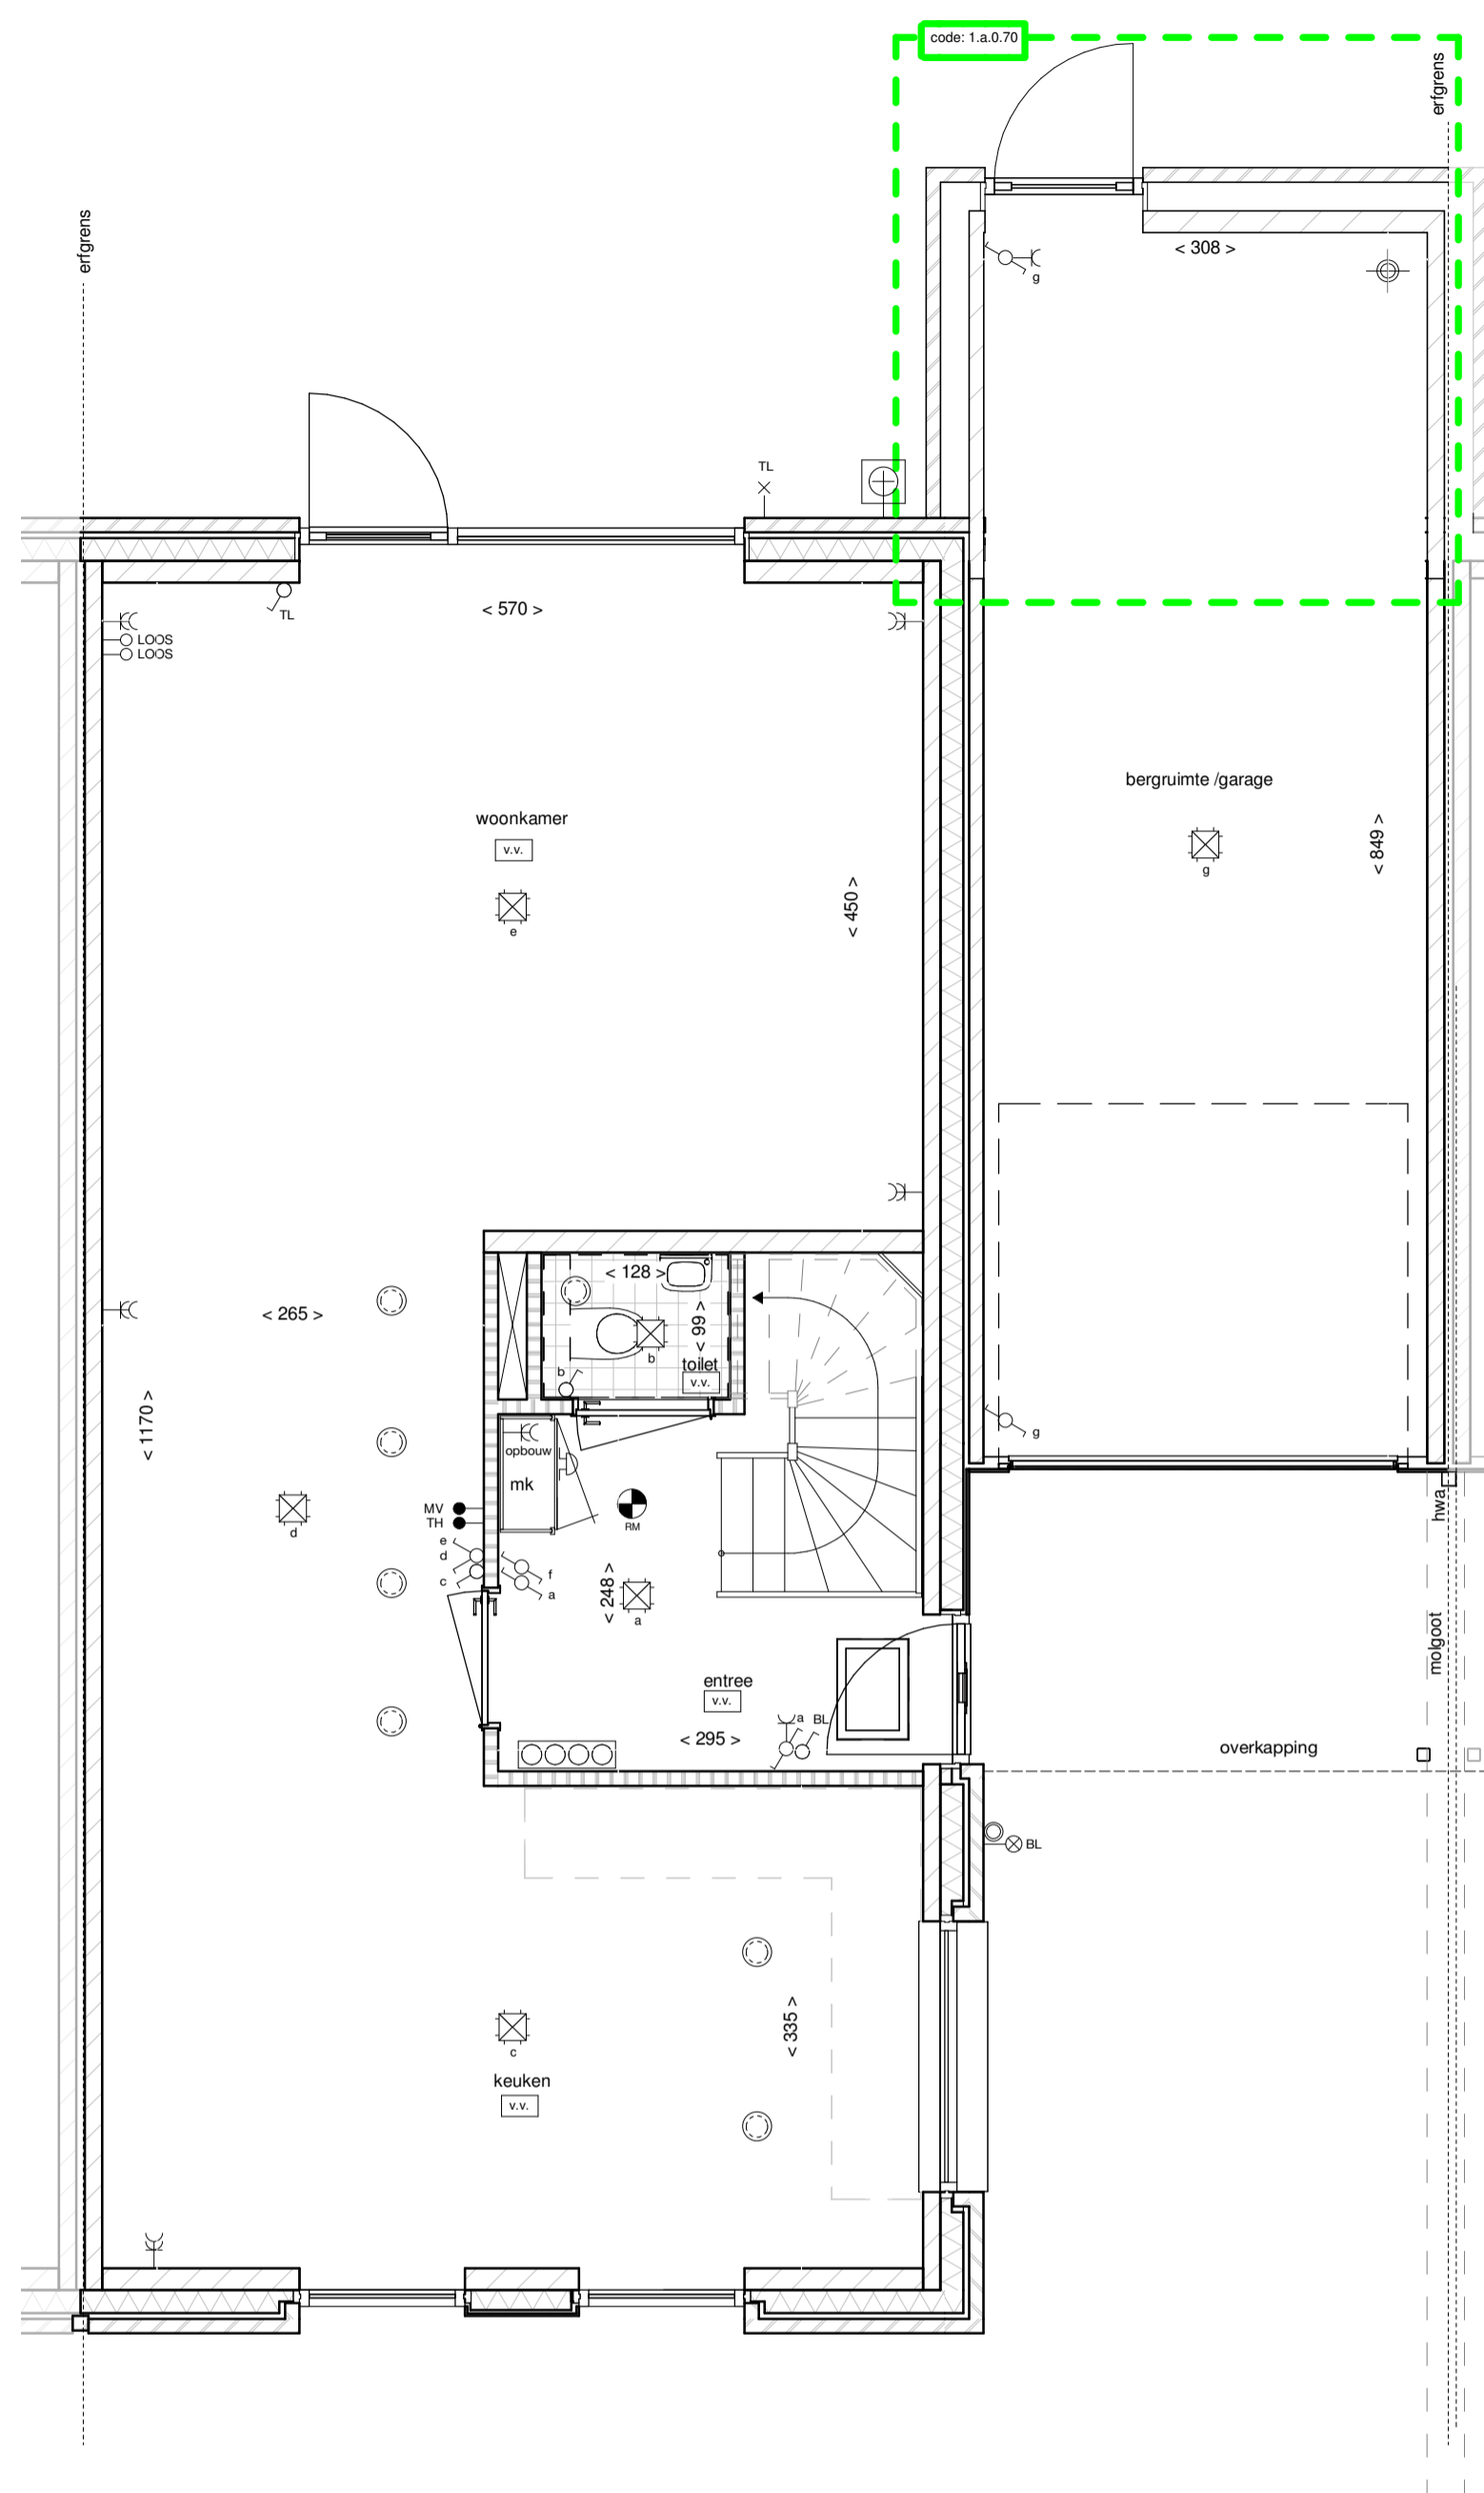 code: 1.a.0.70
erfgrens
erfgrens
< 308 >
g
TL
TL
< 570 >
LOOS
LOOS
bergruimte /garage
g
< 849 >
woonkamer
v.v.
e
< 450 >
< 128 >
< 99 >
b
b
toilet
v.v.
< 265 >
< 1170 >
g
opbouw
mk
MV
TH
RM
d
e
d
c
f
a
< 248 >
a
hwa
molgoot
entree
v.v.
< 295 >
a
BL
overkapping
BL
< 335 >
c
keuken
v.v.